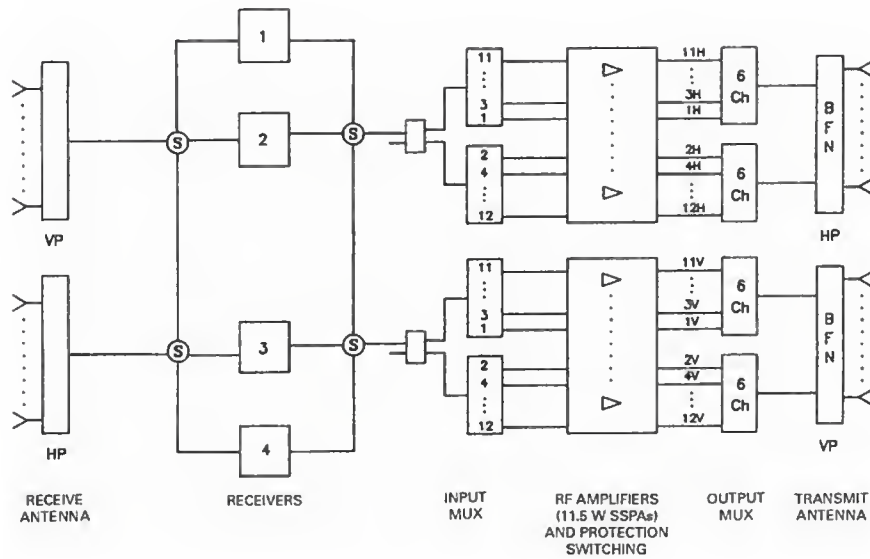 1
2
3
4
S
S
S
S
VP
HP
11
3
1
2
4
12
11H
3H
1H
2H
4H
12H
6
Ch
6
Ch
B
F
N
HP
11
3
1
2
4
12
11V
3V
1V
2V
4V
12V
6
Ch
6
Ch
B
F
N
VP
RECEIVE
ANTENNA
RECEIVERS
INPUT
MUX
RF AMPLIFIERS
(11.5 W SSPAs)
AND PROTECTION
SWITCHING
OUTPUT
MUX
TRANSMIT
ANTENNA